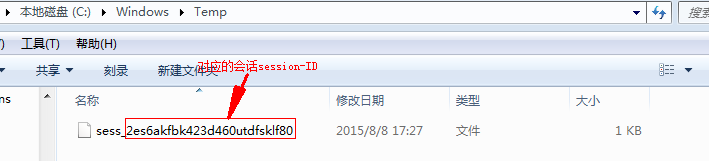 本地磁盘 (C:) ▸ Windows ▸ Temp
搜索
工具(T) 帮助(H)
共享 刻录 新建文件夹
对应的会话session-ID
名称 修改日期 类型 大小
sess_2es6akfbk423d460utdfsklf80 2015/8/8 17:27 文件 1 KB